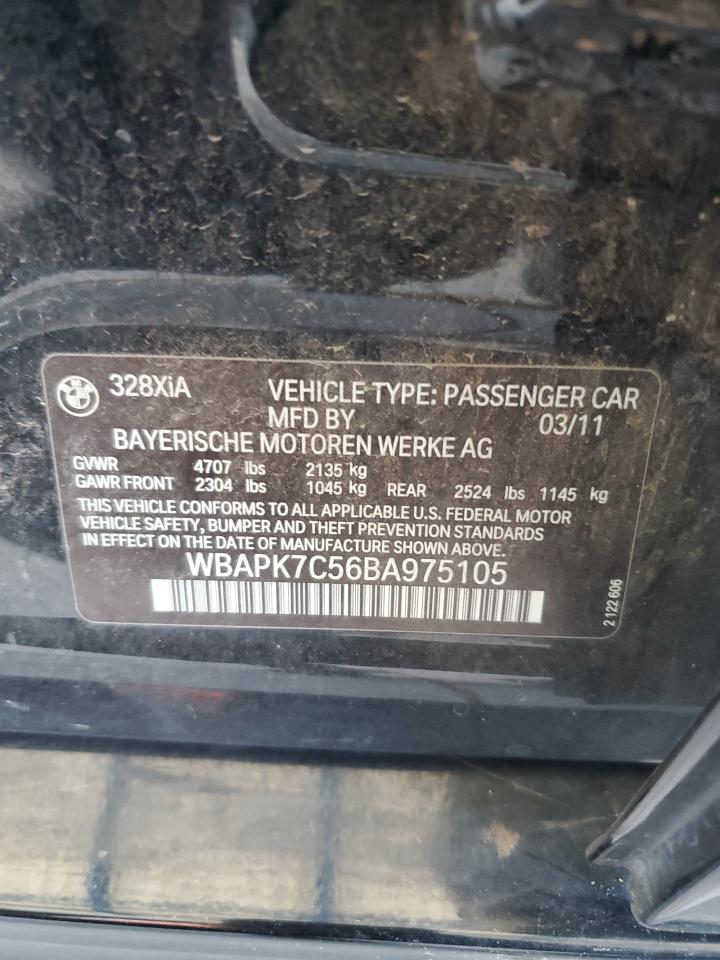 328XiA VEHICLE TYPE: PASSENGER CAR
MFD BY 03/11
BAYERISCHE MOTOREN WERKE AG
GVWR 4707 lbs 2135 kg
GAWR FRONT 2304 lbs 1045 kg REAR 2524 lbs 1145 kg
THIS VEHICLE CONFORMS TO ALL APPLICABLE U.S. FEDERAL MOTOR
VEHICLE SAFETY, BUMPER AND THEFT PREVENTION STANDARDS
IN EFFECT ON THE DATE OF MANUFACTURE SHOWN ABOVE.
WBAPK7C56BA975105
2 122 606